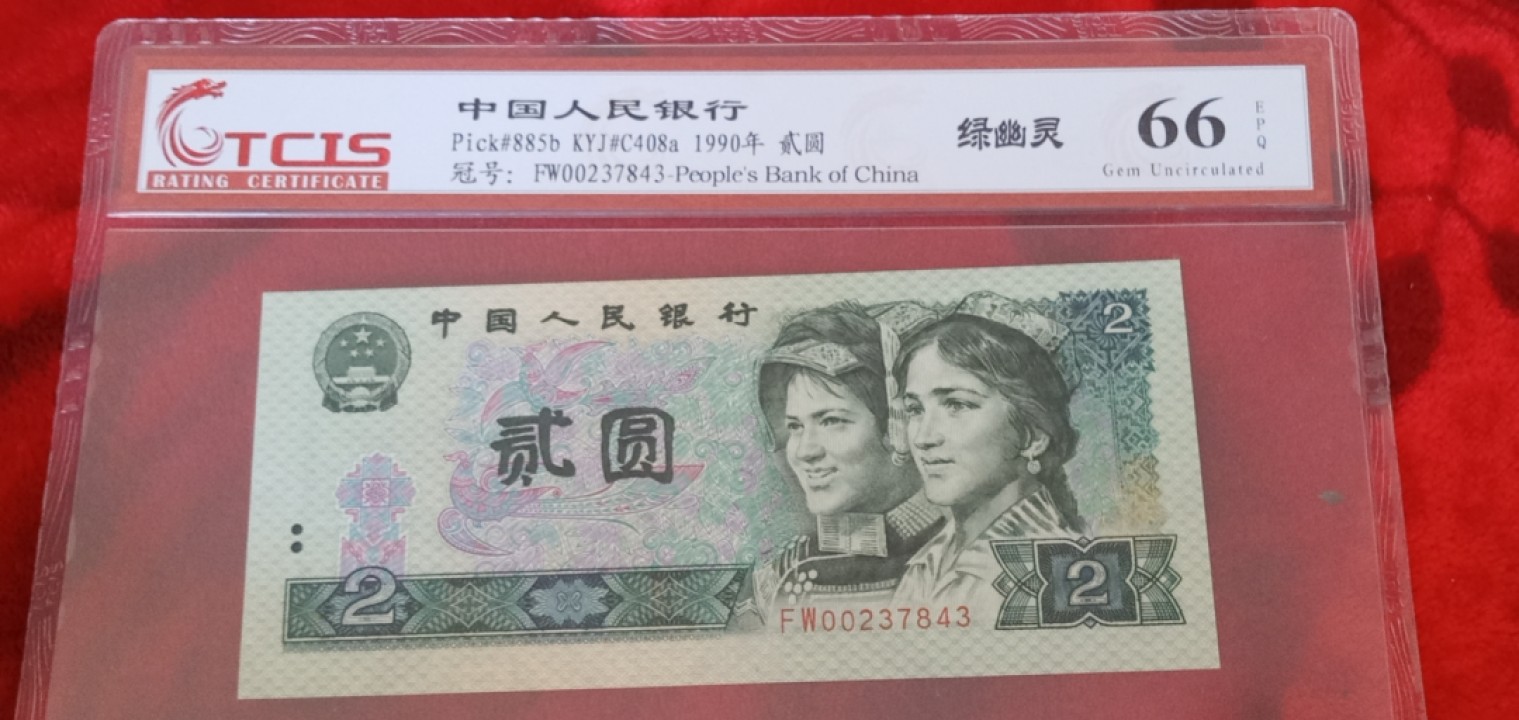 TCIS
RATING CERTIFICATE
中国人民银行
Pick#885b KYJ#C408a 1990年 贰圆
冠号: FW00237843-People's Bank of China
绿幽灵
66
EPQ
Gem Uncirculated
中国人民银行
2
贰圆
2
2
FW00237843